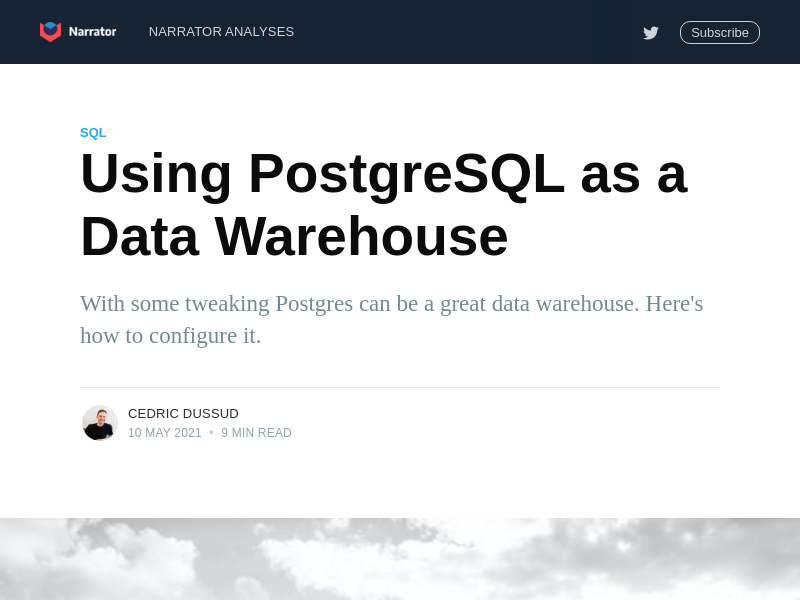 Narrator
NARRATOR ANALYSES
Subscribe
SQL
Using PostgreSQL as a
Data Warehouse
With some tweaking Postgres can be a great data warehouse. Here's
how to configure it.
CEDRIC DUSSUD
10 MAY 2021 • 9 MIN READ